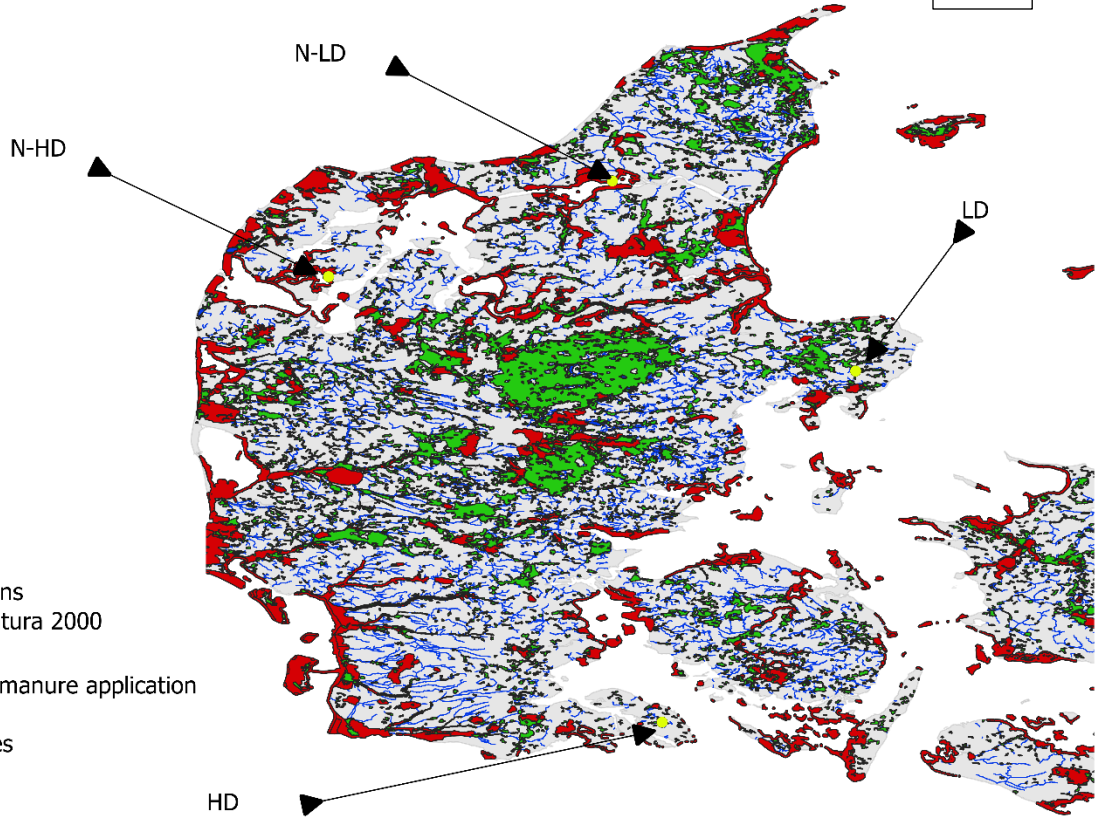 N-LD
N-HD
LD
ns
tura 2000
manure application
es
HD